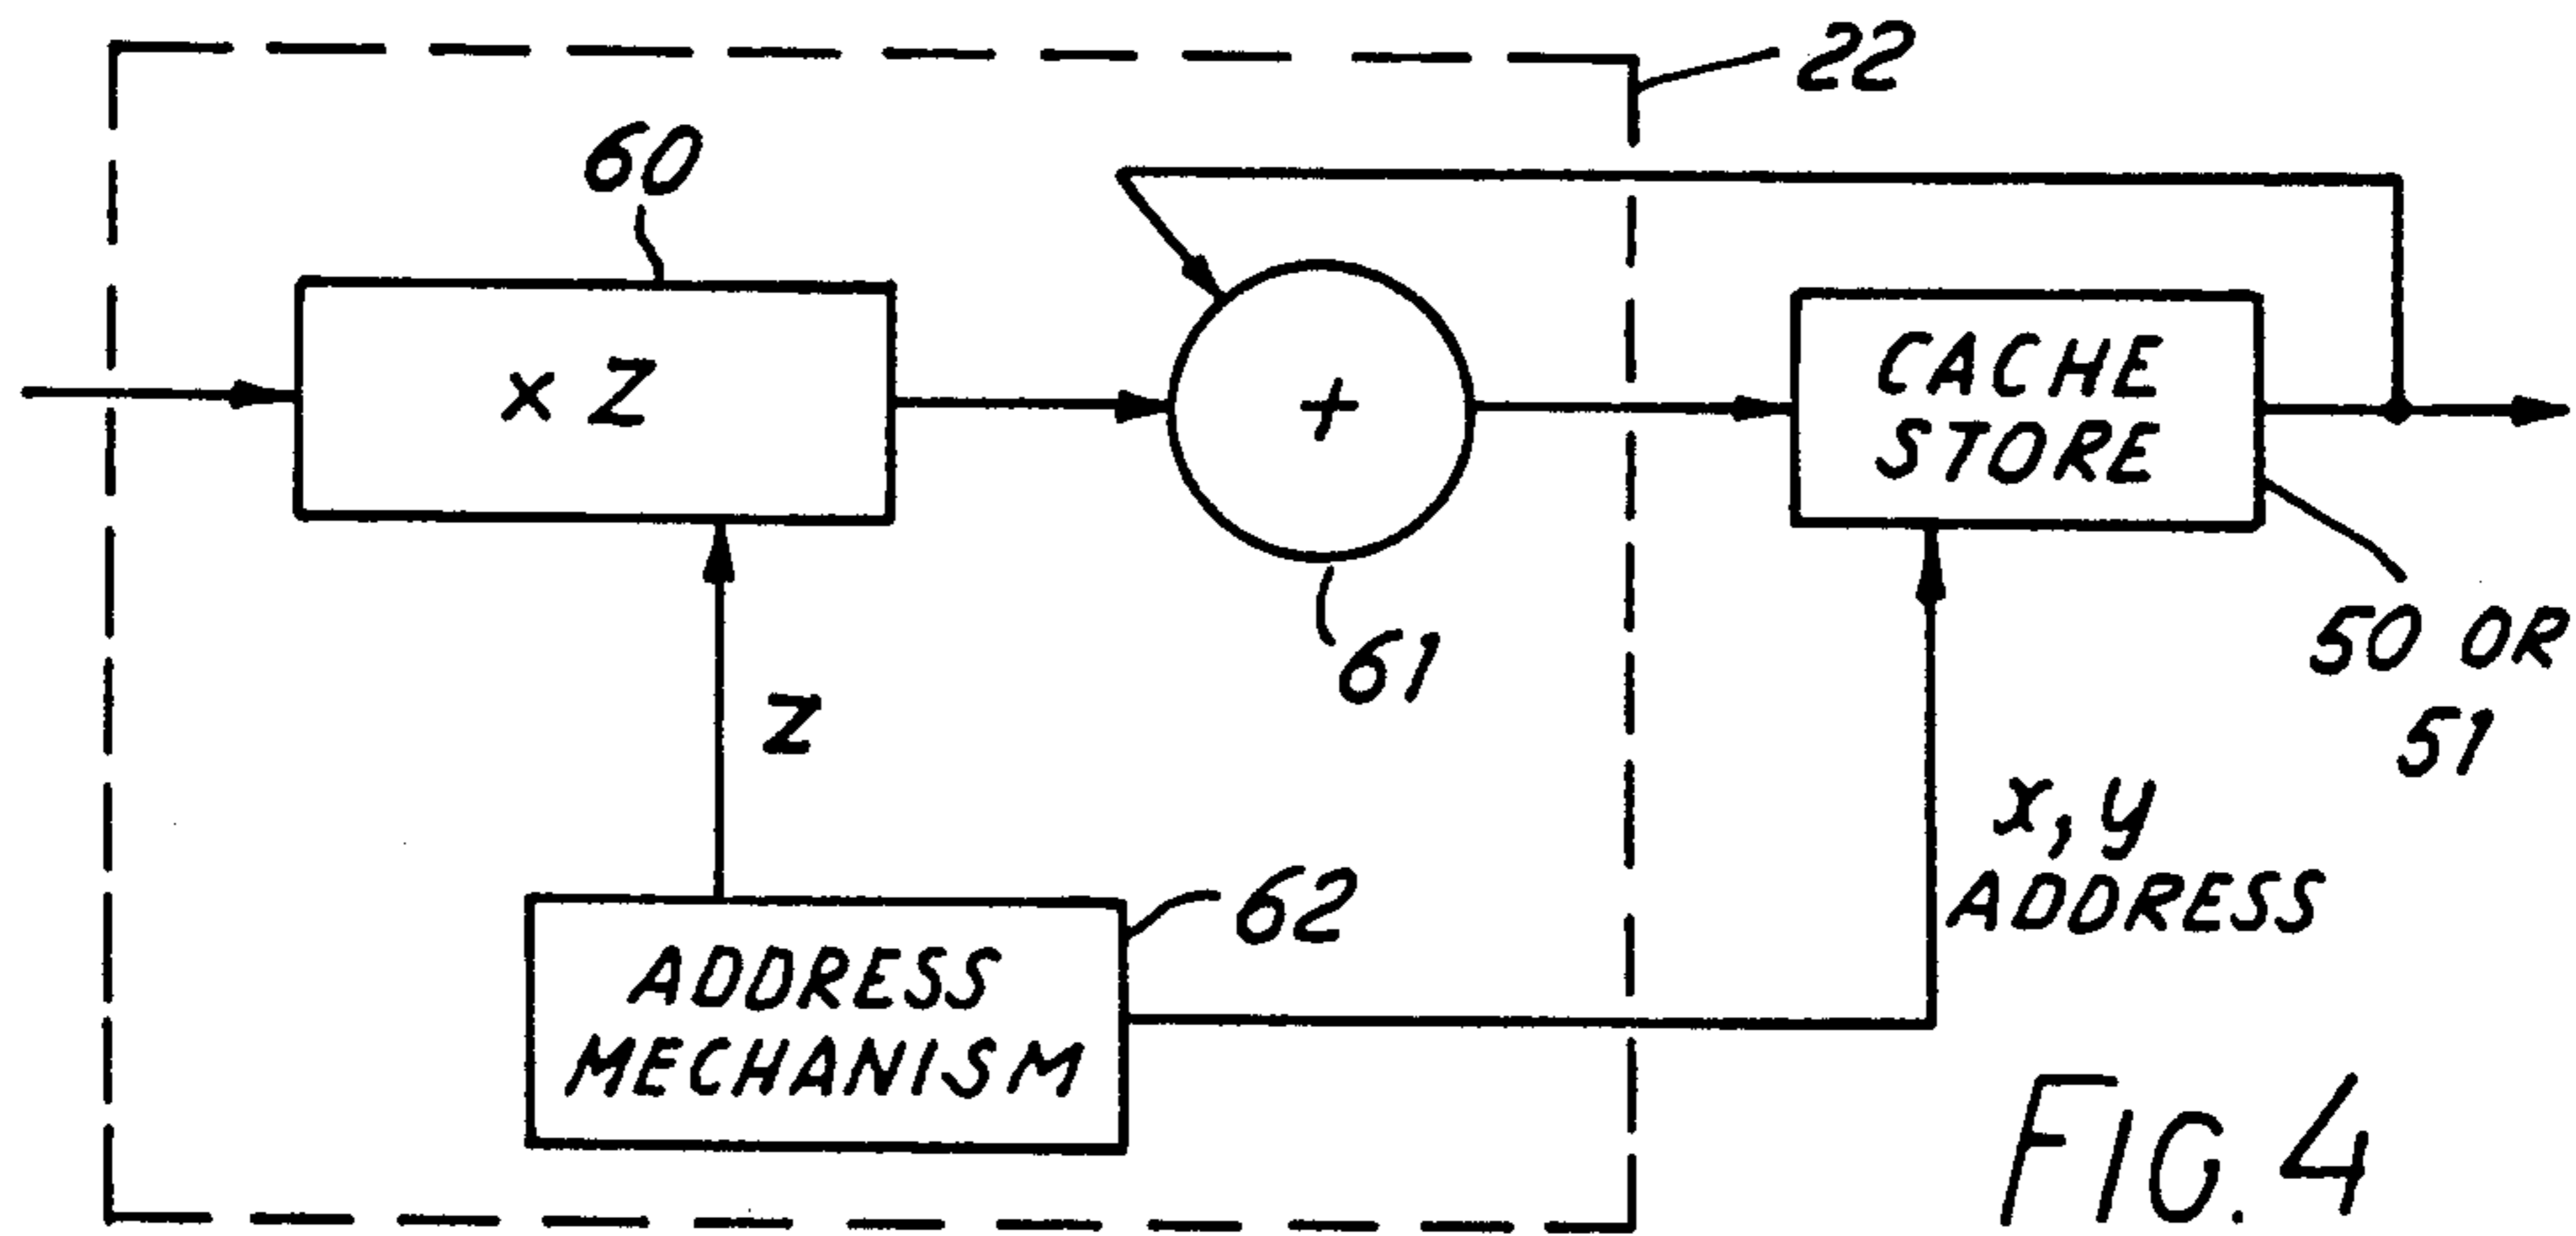 22
60
x Z
+
CACHE
STORE
61
50 OR
51
Z
x, y
ADDRESS
62
ADDRESS
MECHANISM
FIG. 4